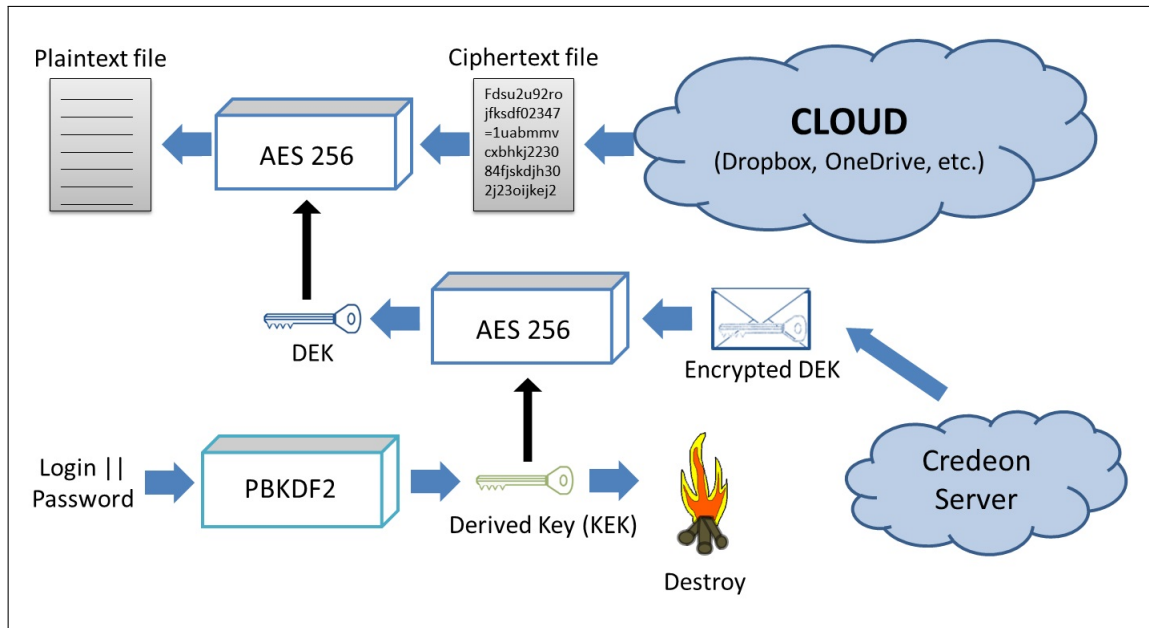 Plaintext file
Ciphertext file
Fdsu2u92ro
jfksdf02347
=1uabmmv
cxbhkj2230
84fjskdjh30
2j23oijkej2
AES 256
CLOUD
(Dropbox, OneDrive, etc.)
DEK
AES 256
Encrypted DEK
Login ||
Password
PBKDF2
Derived Key (KEK)
Destroy
Credeon
Server